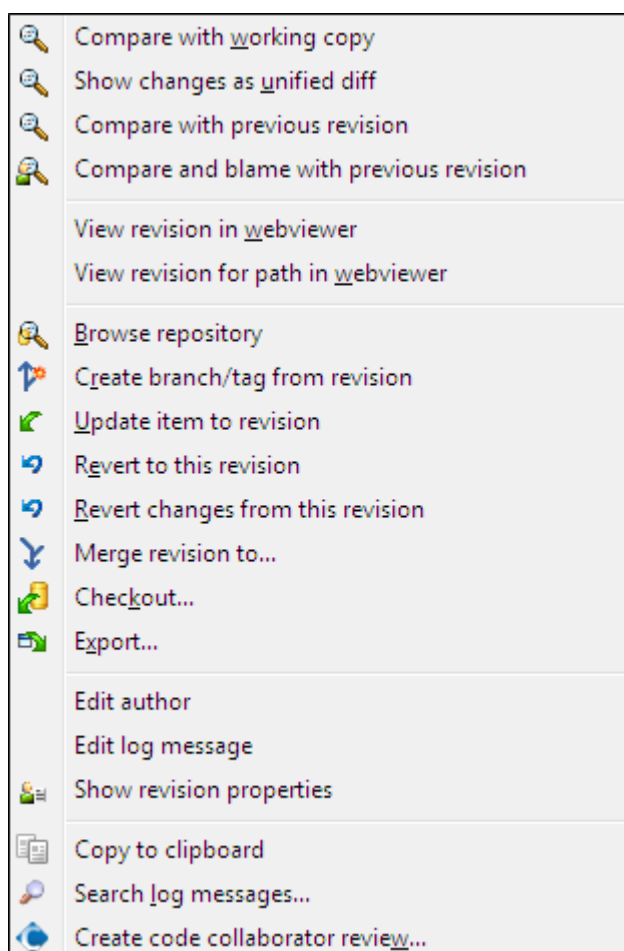 Compare with working copy
Show changes as unified diff
Compare with previous revision
Compare and blame with previous revision
View revision in webviewer
View revision for path in webviewer
Browse repository
Create branch/tag from revision
Update item to revision
Revert to this revision
Revert changes from this revision
Merge revision to...
Checkout...
Export...
Edit author
Edit log message
Show revision properties
Copy to clipboard
Search log messages...
Create code collaborator review...